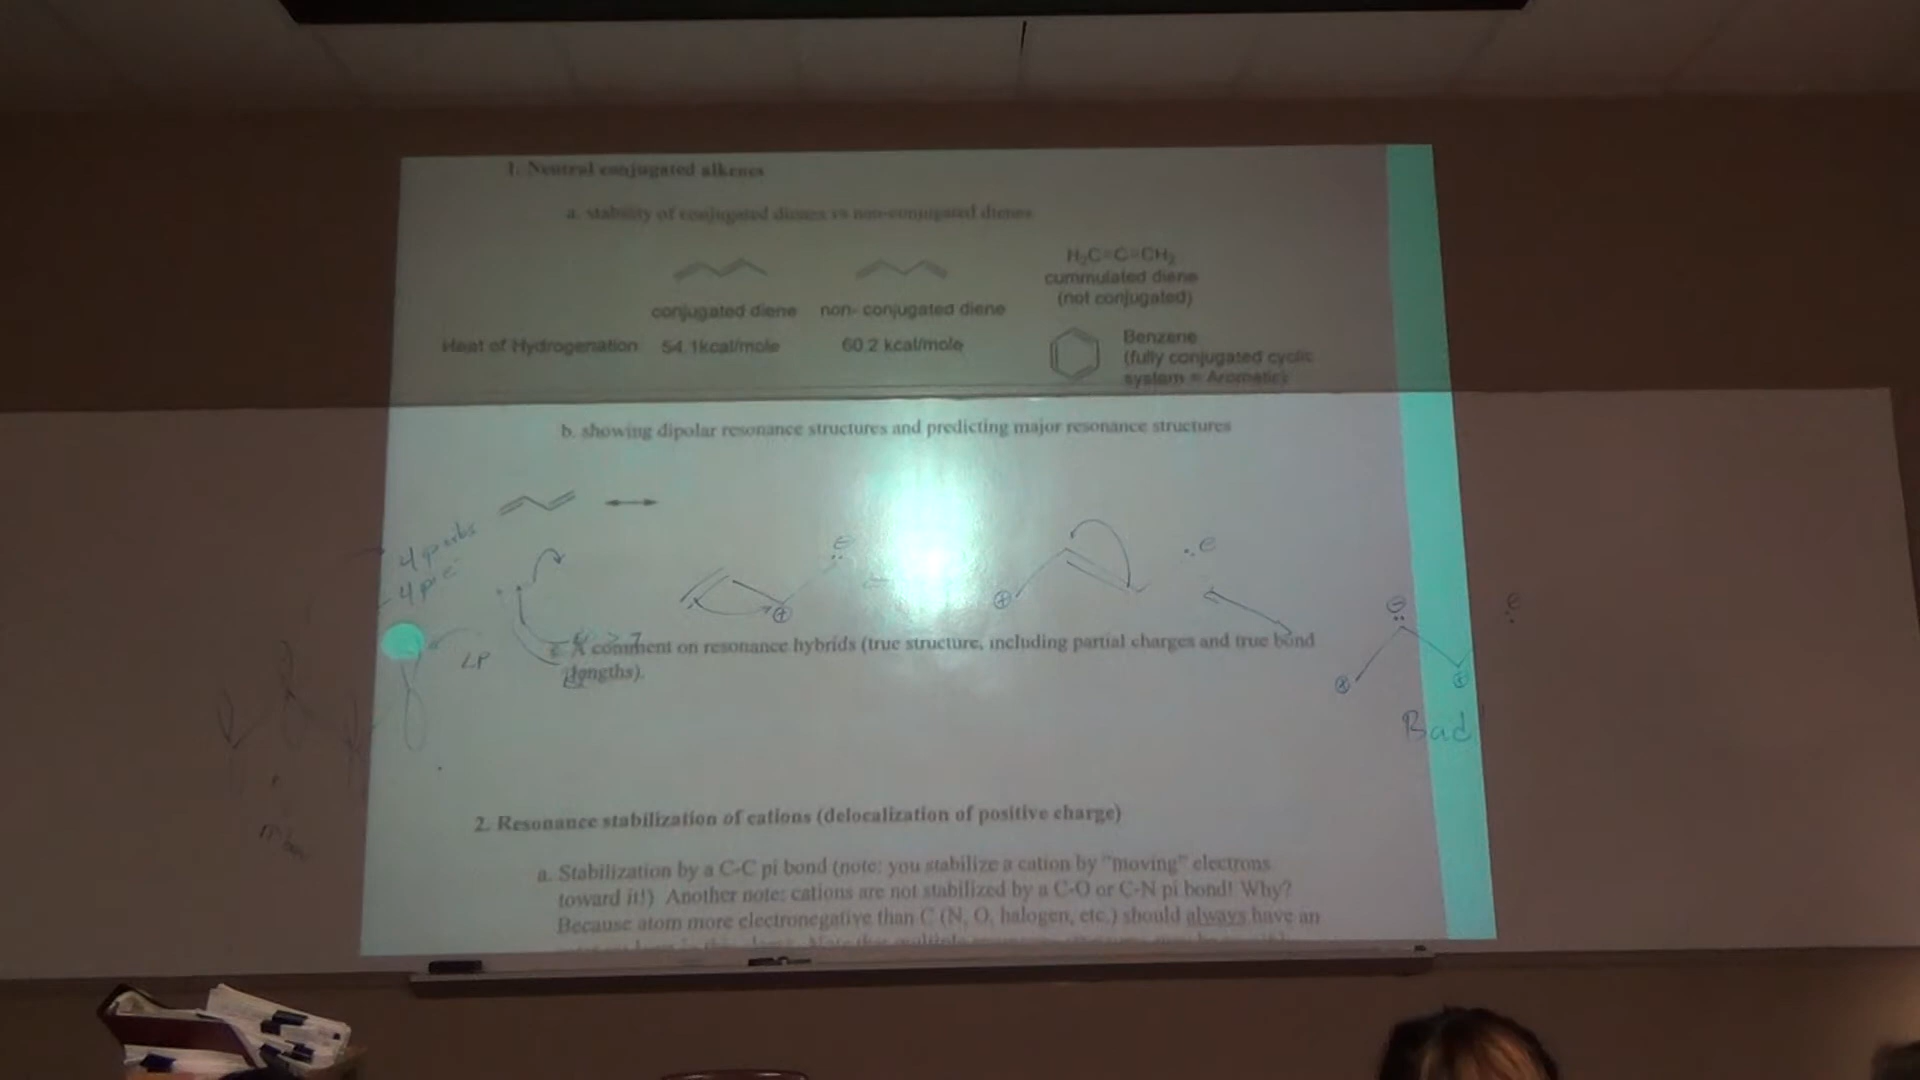 1. Neutral conjugated alkenes
a. stability of conjugated dienes vs non-conjugated dienes
H₂C=C=CH₂
cummulated diene
(not conjugated)
conjugated diene non- conjugated diene
Heat of Hydrogenation 54.1kcal/mole 60.2 kcal/mole
Benzene
(fully conjugated cyclic
system = Aromatic)
b. showing dipolar resonance structures and predicting major resonance structures
4 p orbs
4 p e⁻
LP
comment on resonance hybrids (true structure, including partial charges and true bond
lengths).
Bad
2. Resonance stabilization of cations (delocalization of positive charge)
a. Stabilization by a C-C pi bond (note: you stabilize a cation by "moving" electrons
toward it!) Another note: cations are not stabilized by a C-O or C-N pi bond! Why?
Because atom more electronegative than C (N, O, halogen, etc.) should always have an